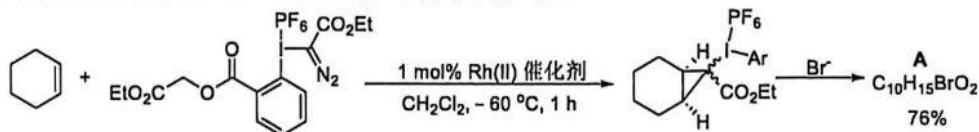 PF₆
CO₂Et
O
I
N₂
EtO₂C
O
+
1 mol% Rh(II) 催化剂
CH₂Cl₂, – 60 °C, 1 h
PF₆
H
I
Ar
CO₂Et
H
Br⁻
A
C₁₀H₁₅BrO₂
76%